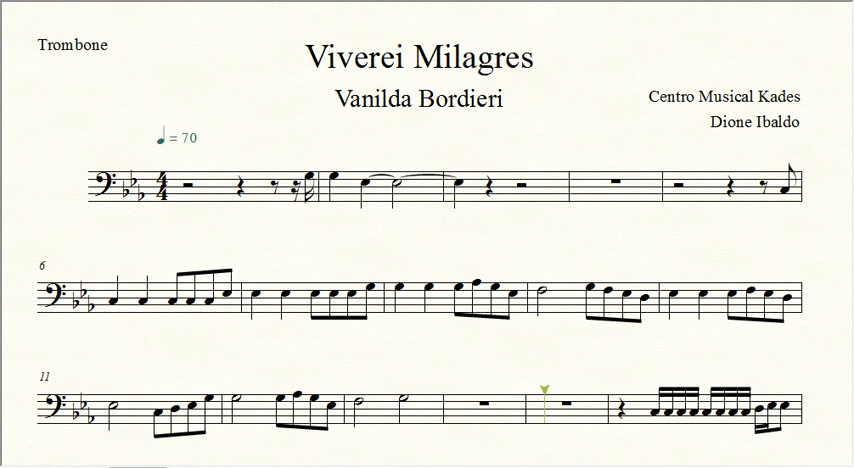 Trombone
Viverei Milagres
Vanilda Bordieri
Centro Musical Kades
Dione Ibaldo
= 70
6
11